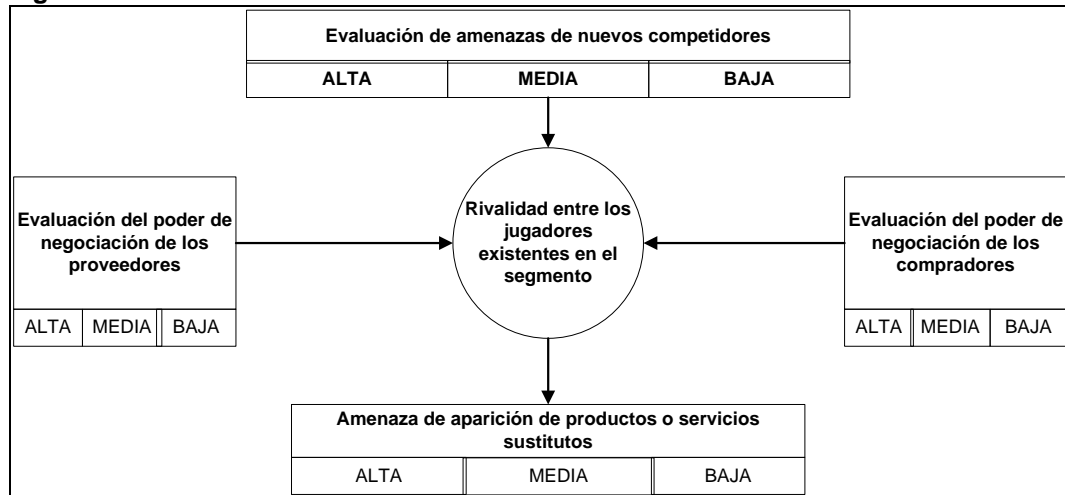 Evaluación de amenazas de nuevos competidores
ALTA MEDIA BAJA
Evaluación del poder de
negociación de los
proveedores
ALTA MEDIA BAJA
Rivalidad entre los
jugadores
existentes en el
segmento
Evaluación del poder de
negociación de los
compradores
ALTA MEDIA BAJA
Amenaza de aparición de productos o servicios
sustitutos
ALTA MEDIA BAJA